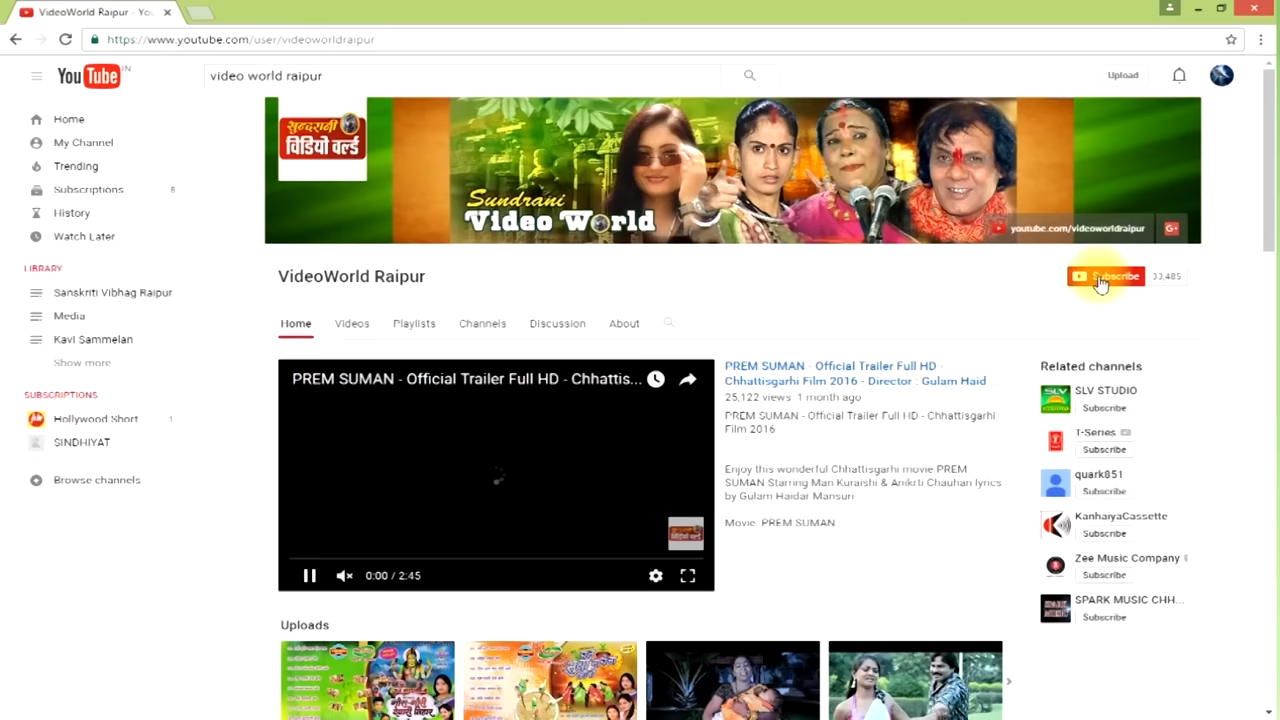 VideoWorld Raipur - Yo
https://www.youtube.com/user/videoworldraipur
YouTube IN
video world raipur
Upload
Home
My Channel
Trending
Subscriptions 8
History
Watch Later
LIBRARY
Sanskriti Vibhag Raipur
Media
Kavi Sammelan
Show more
SUBSCRIPTIONS
Hollywood Short 1
SINDHIYAT
Browse channels
सुन्दरानी
विडियो वर्ल्ड
Sundrani
Video World
youtube.com/videoworldraipur
VideoWorld Raipur
Subscribe 33,485
Home Videos Playlists Channels Discussion About
PREM SUMAN - Official Trailer Full HD - Chhattis...
0:00 / 2:45
PREM SUMAN - Official Trailer Full HD -
Chhattisgarhi Film 2016 - Director : Gulam Haid...
25,122 views 1 month ago
PREM SUMAN - Official Trailer Full HD - Chhattisgarhi
Film 2016
Enjoy this wonderful Chhattisgarhi movie PREM
SUMAN Starring Man Kuraishi & Anikrti Chauhan lyrics
by Gulam Haidar Mansuri
Movie: PREM SUMAN
Related channels
SLV STUDIO
Subscribe
T-Series
Subscribe
quark851
Subscribe
KanhaiyaCassette
Subscribe
Zee Music Company
Subscribe
SPARK MUSIC CHH...
Subscribe
Uploads